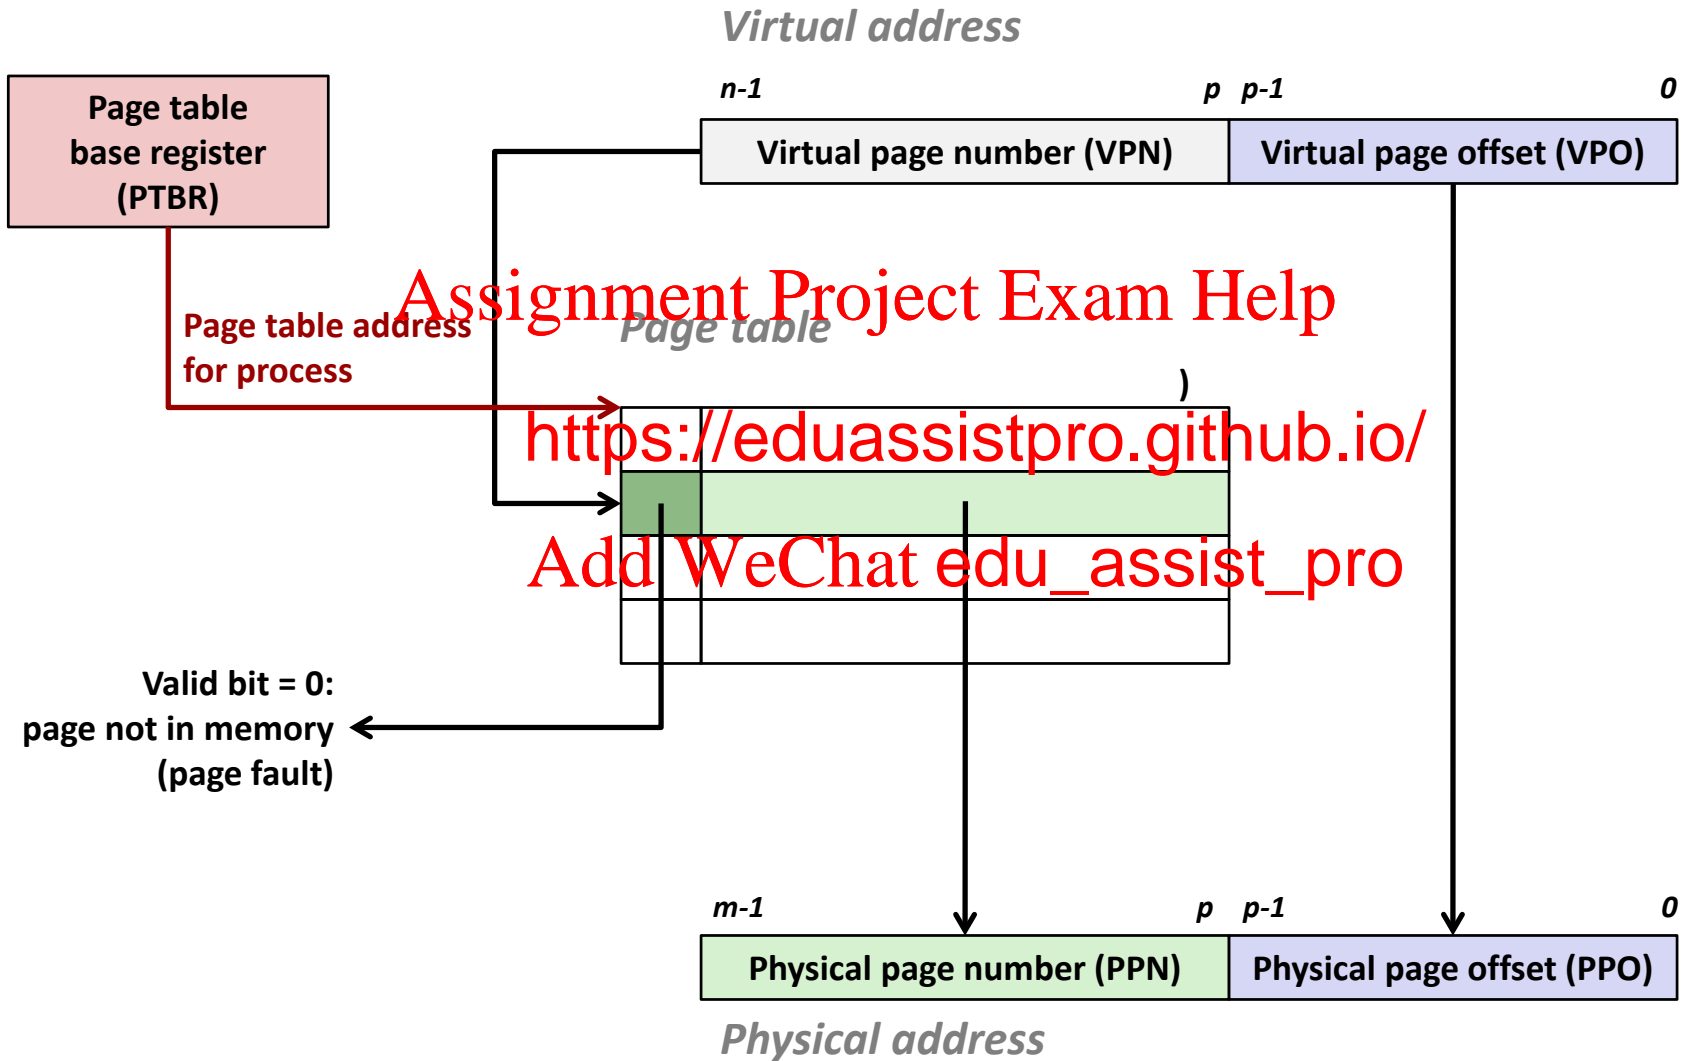 Virtual address
n-1 p p-1 0
Page table
base register
(PTBR)
Virtual page number (VPN) Virtual page offset (VPO)
Assignment Project Exam Help
Page table address
for process
Page table
)
https://eduassistpro.github.io/
Add WeChat edu_assist_pro
Valid bit = 0:
page not in memory
(page fault)
m-1 p p-1 0
Physical page number (PPN) Physical page offset (PPO)
Physical address